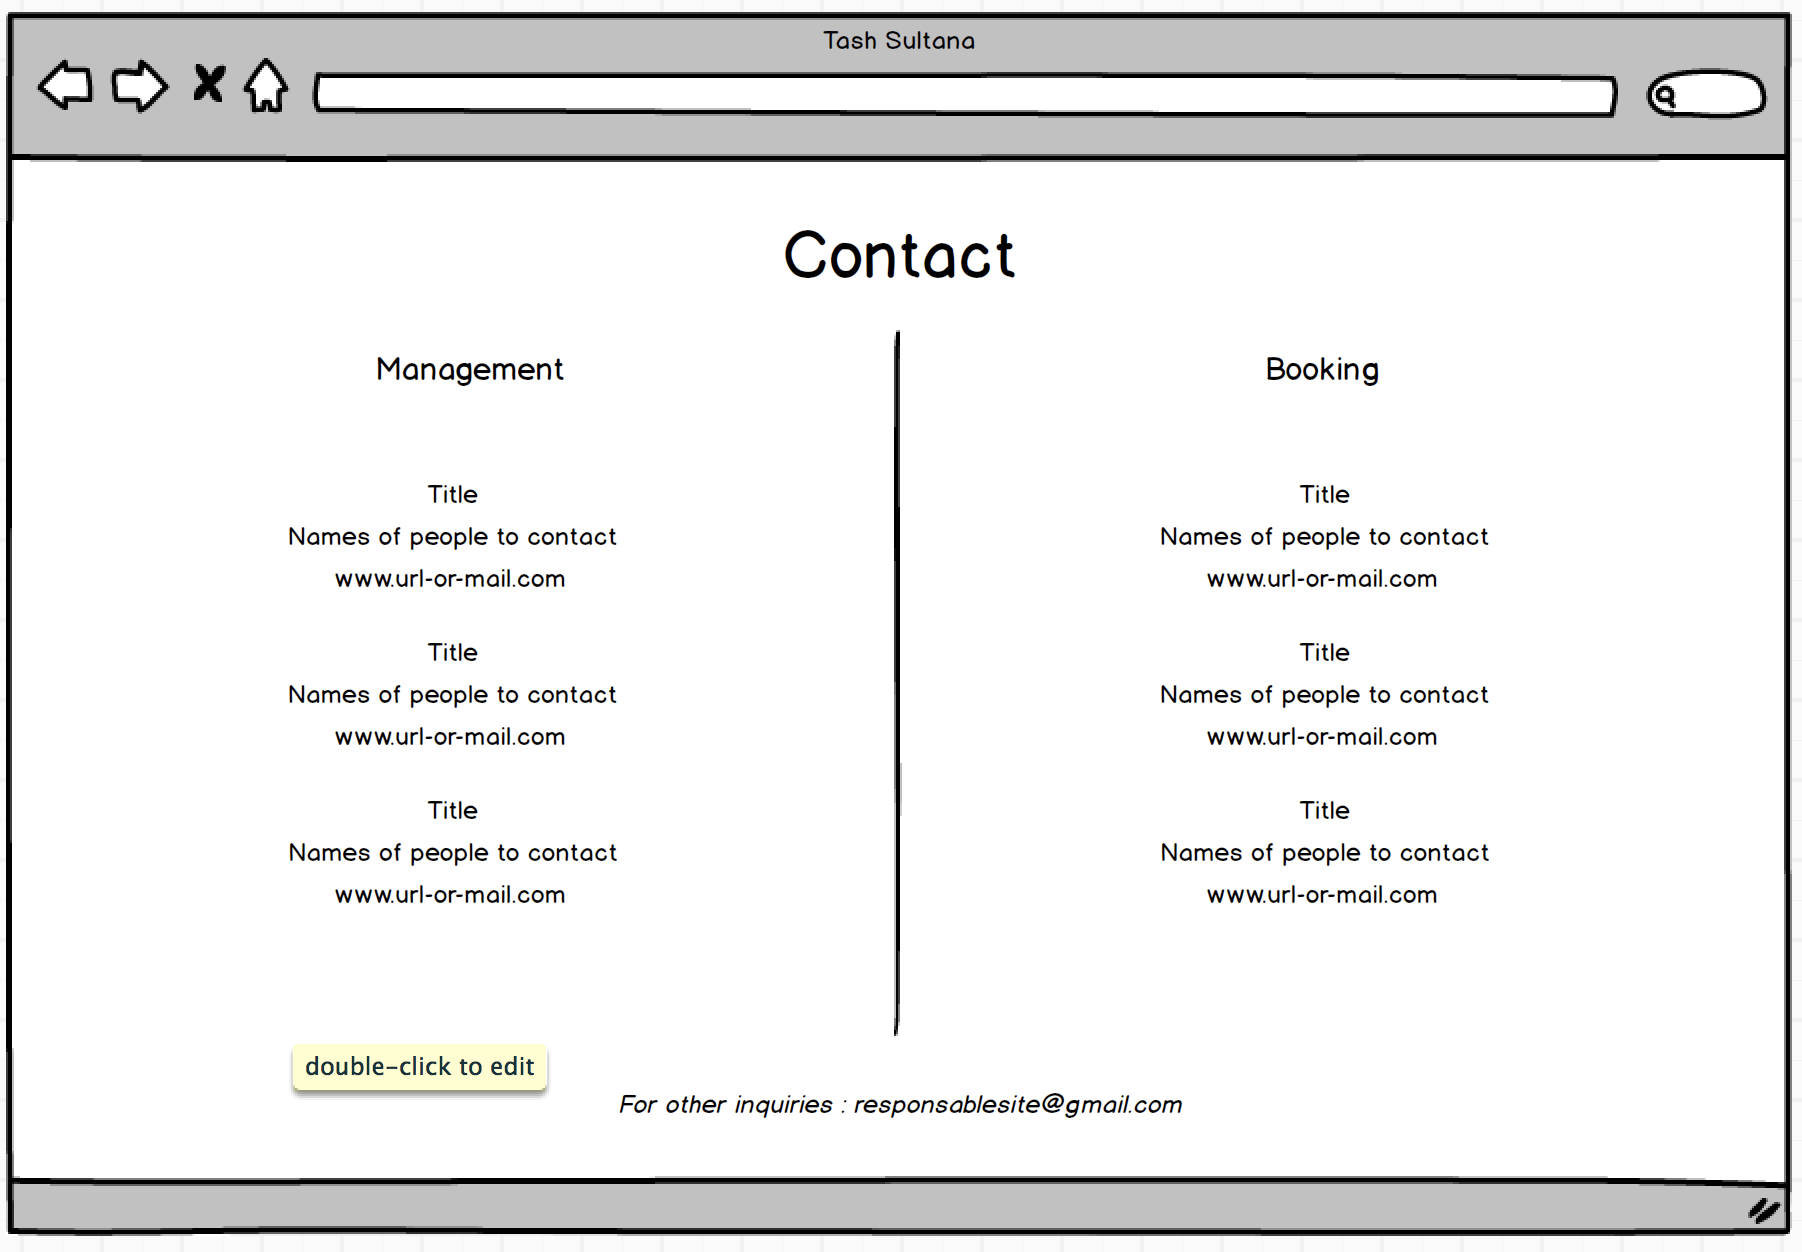 Tash Sultana
Contact
Management
Title
Names of people to contact
www.url-or-mail.com
Title
Names of people to contact
www.url-or-mail.com
Title
Names of people to contact
www.url-or-mail.com
Booking
Title
Names of people to contact
www.url-or-mail.com
Title
Names of people to contact
www.url-or-mail.com
Title
Names of people to contact
www.url-or-mail.com
double-click to edit
For other inquiries : responsablesite@gmail.com